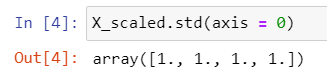 In [4]: X_scaled.std(axis = 0)
Out[4]: array([1., 1., 1., 1.])